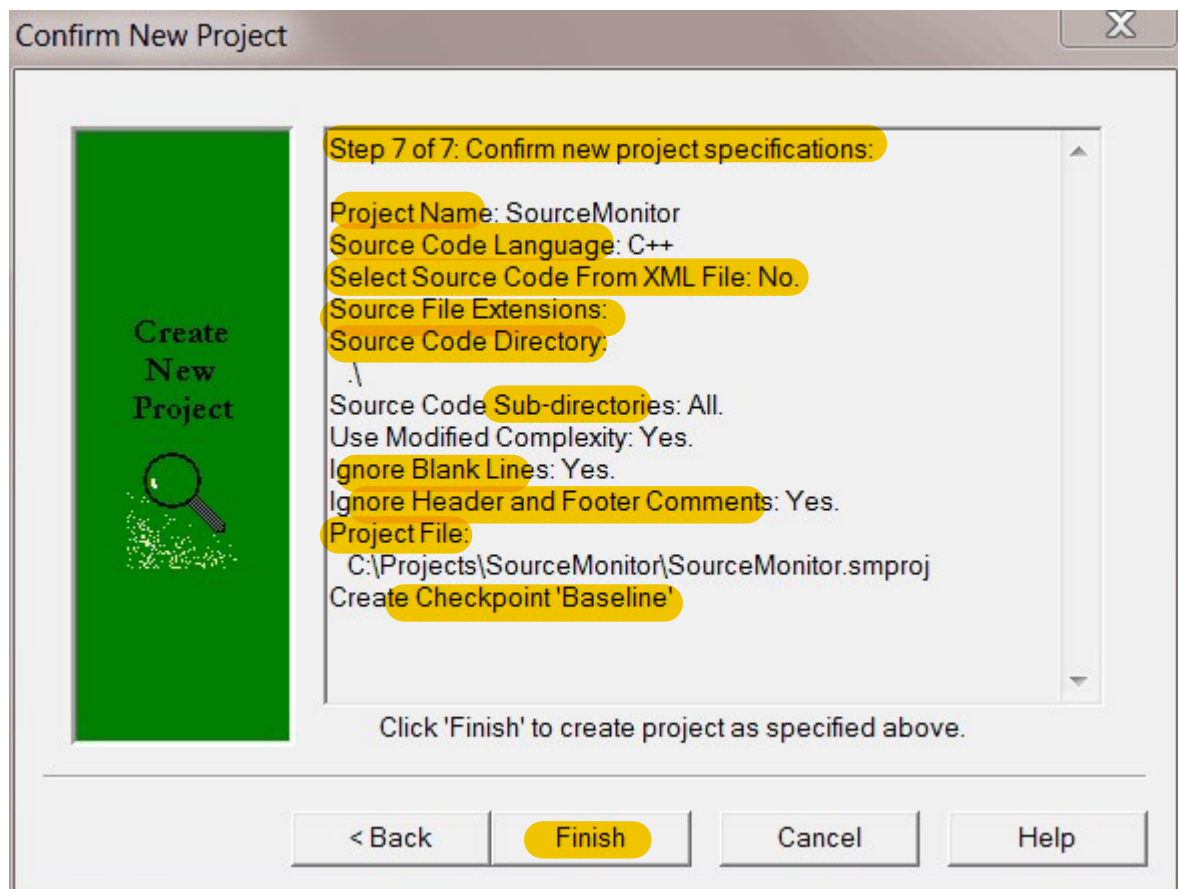 Confirm New Project
Create
New
Project
Step 7 of 7: Confirm new project specifications:
Project Name: SourceMonitor
Source Code Language: C++
Select Source Code From XML File: No.
Source File Extensions:
Source Code Directory:
.\
Source Code Sub-directories: All.
Use Modified Complexity: Yes.
Ignore Blank Lines: Yes.
Ignore Header and Footer Comments: Yes.
Project File:
C:\Projects\SourceMonitor\SourceMonitor.smproj
Create Checkpoint 'Baseline'
Click 'Finish' to create project as specified above.
< Back Finish Cancel Help